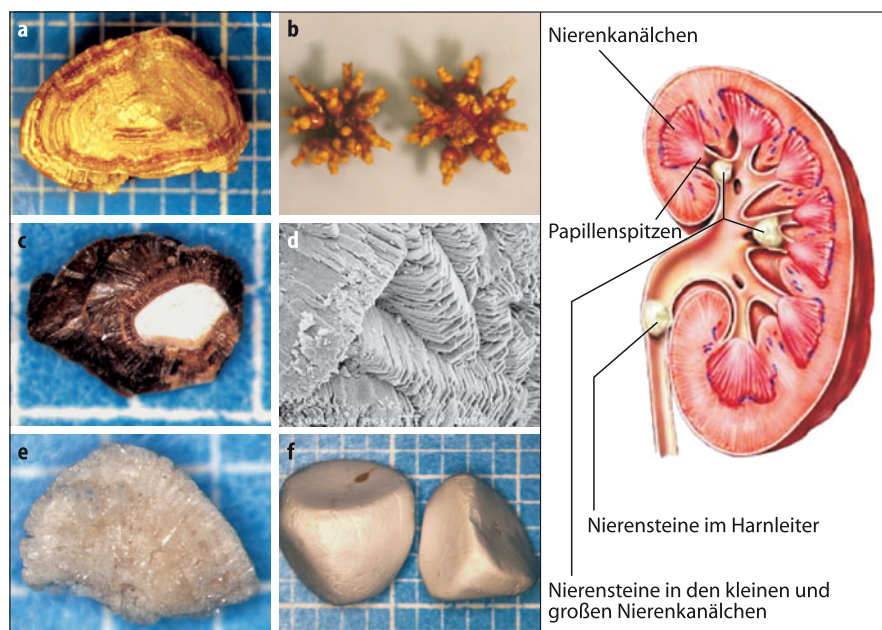 a
b
c
d
e
f
Nierenkanälchen
Papillenspitzen
Nierensteine im Harnleiter
Nierensteine in den kleinen und
großen Nierenkanälchen